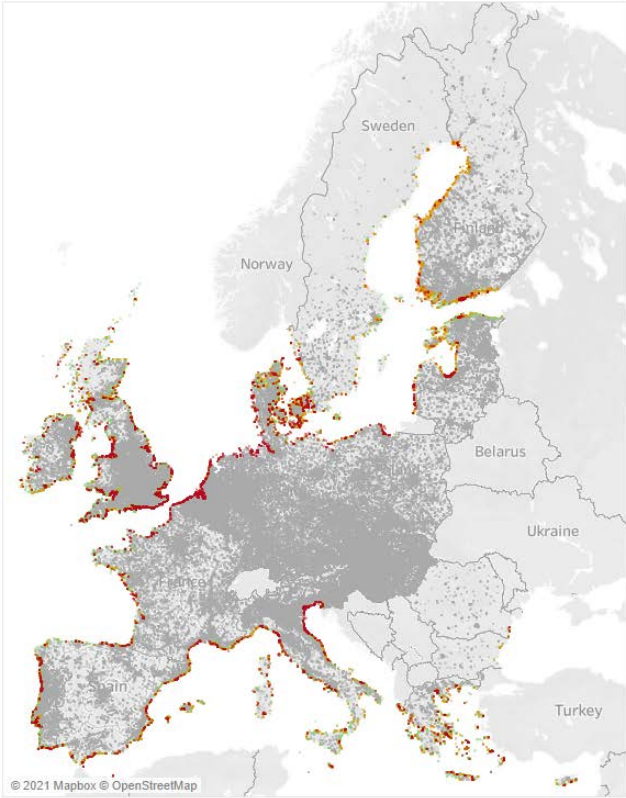 Sweden
Finland
Norway
Belarus
Ukraine
France
Spain
Turkey
© 2021 Mapbox © OpenStreetMap